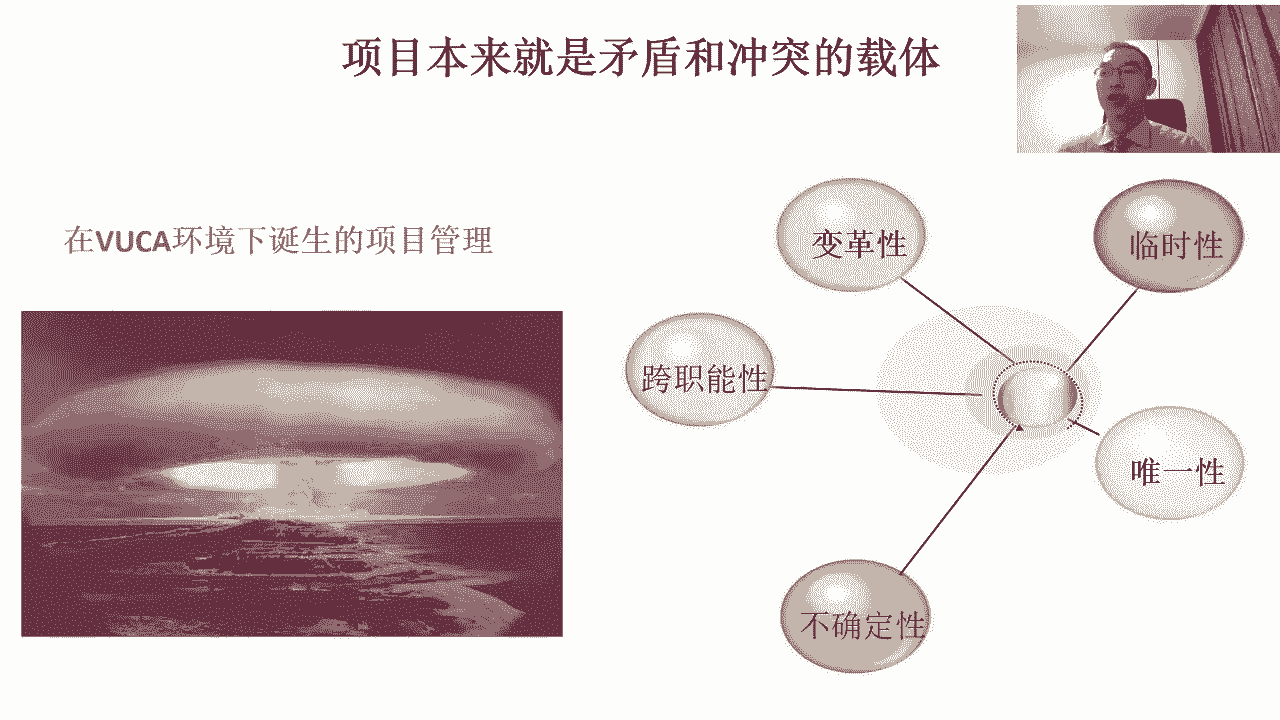 项目本来就是矛盾和冲突的载体
在VUCA环境下诞生的项目管理
变革性
临时性
跨职能性
唯一性
不确定性